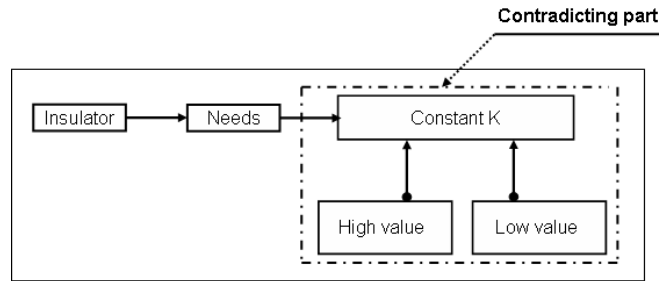 Contradicting part
Insulator
Needs
Constant K
High value
Low value